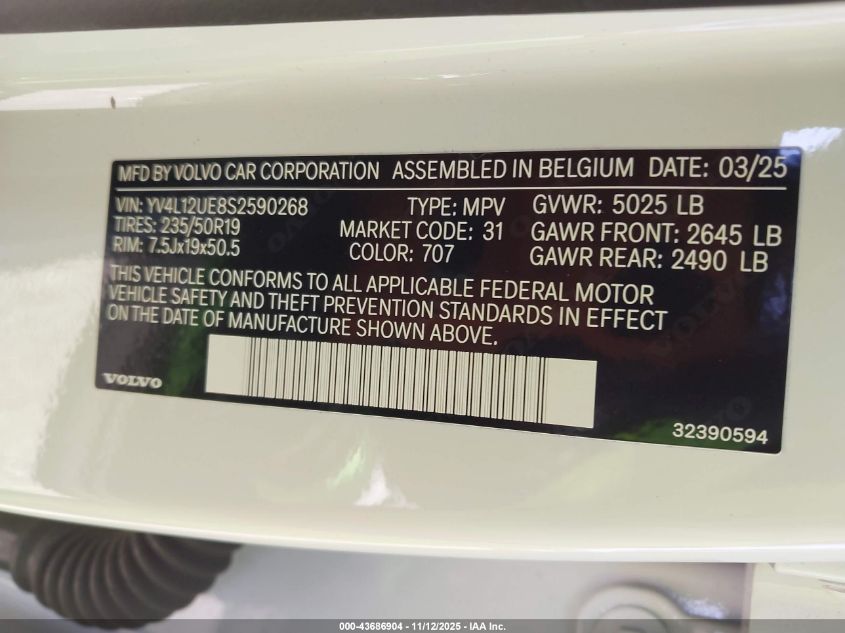 MFD BY VOLVO CAR CORPORATION ASSEMBLED IN BELGIUM DATE: 03/25
VIN: YV4L12UE8S2590268 TYPE: MPV GVWR: 5025 LB
TIRES: 235/50R19 MARKET CODE: 31 GAWR FRONT: 2645 LB
RIM: 7.5Jx19x50.5 COLOR: 707 GAWR REAR: 2490 LB
THIS VEHICLE CONFORMS TO ALL APPLICABLE FEDERAL MOTOR
VEHICLE SAFETY AND THEFT PREVENTION STANDARDS IN EFFECT
ON THE DATE OF MANUFACTURE SHOWN ABOVE.
VOLVO
32390594
000-43686904 - 11/12/2025 - IAA Inc.